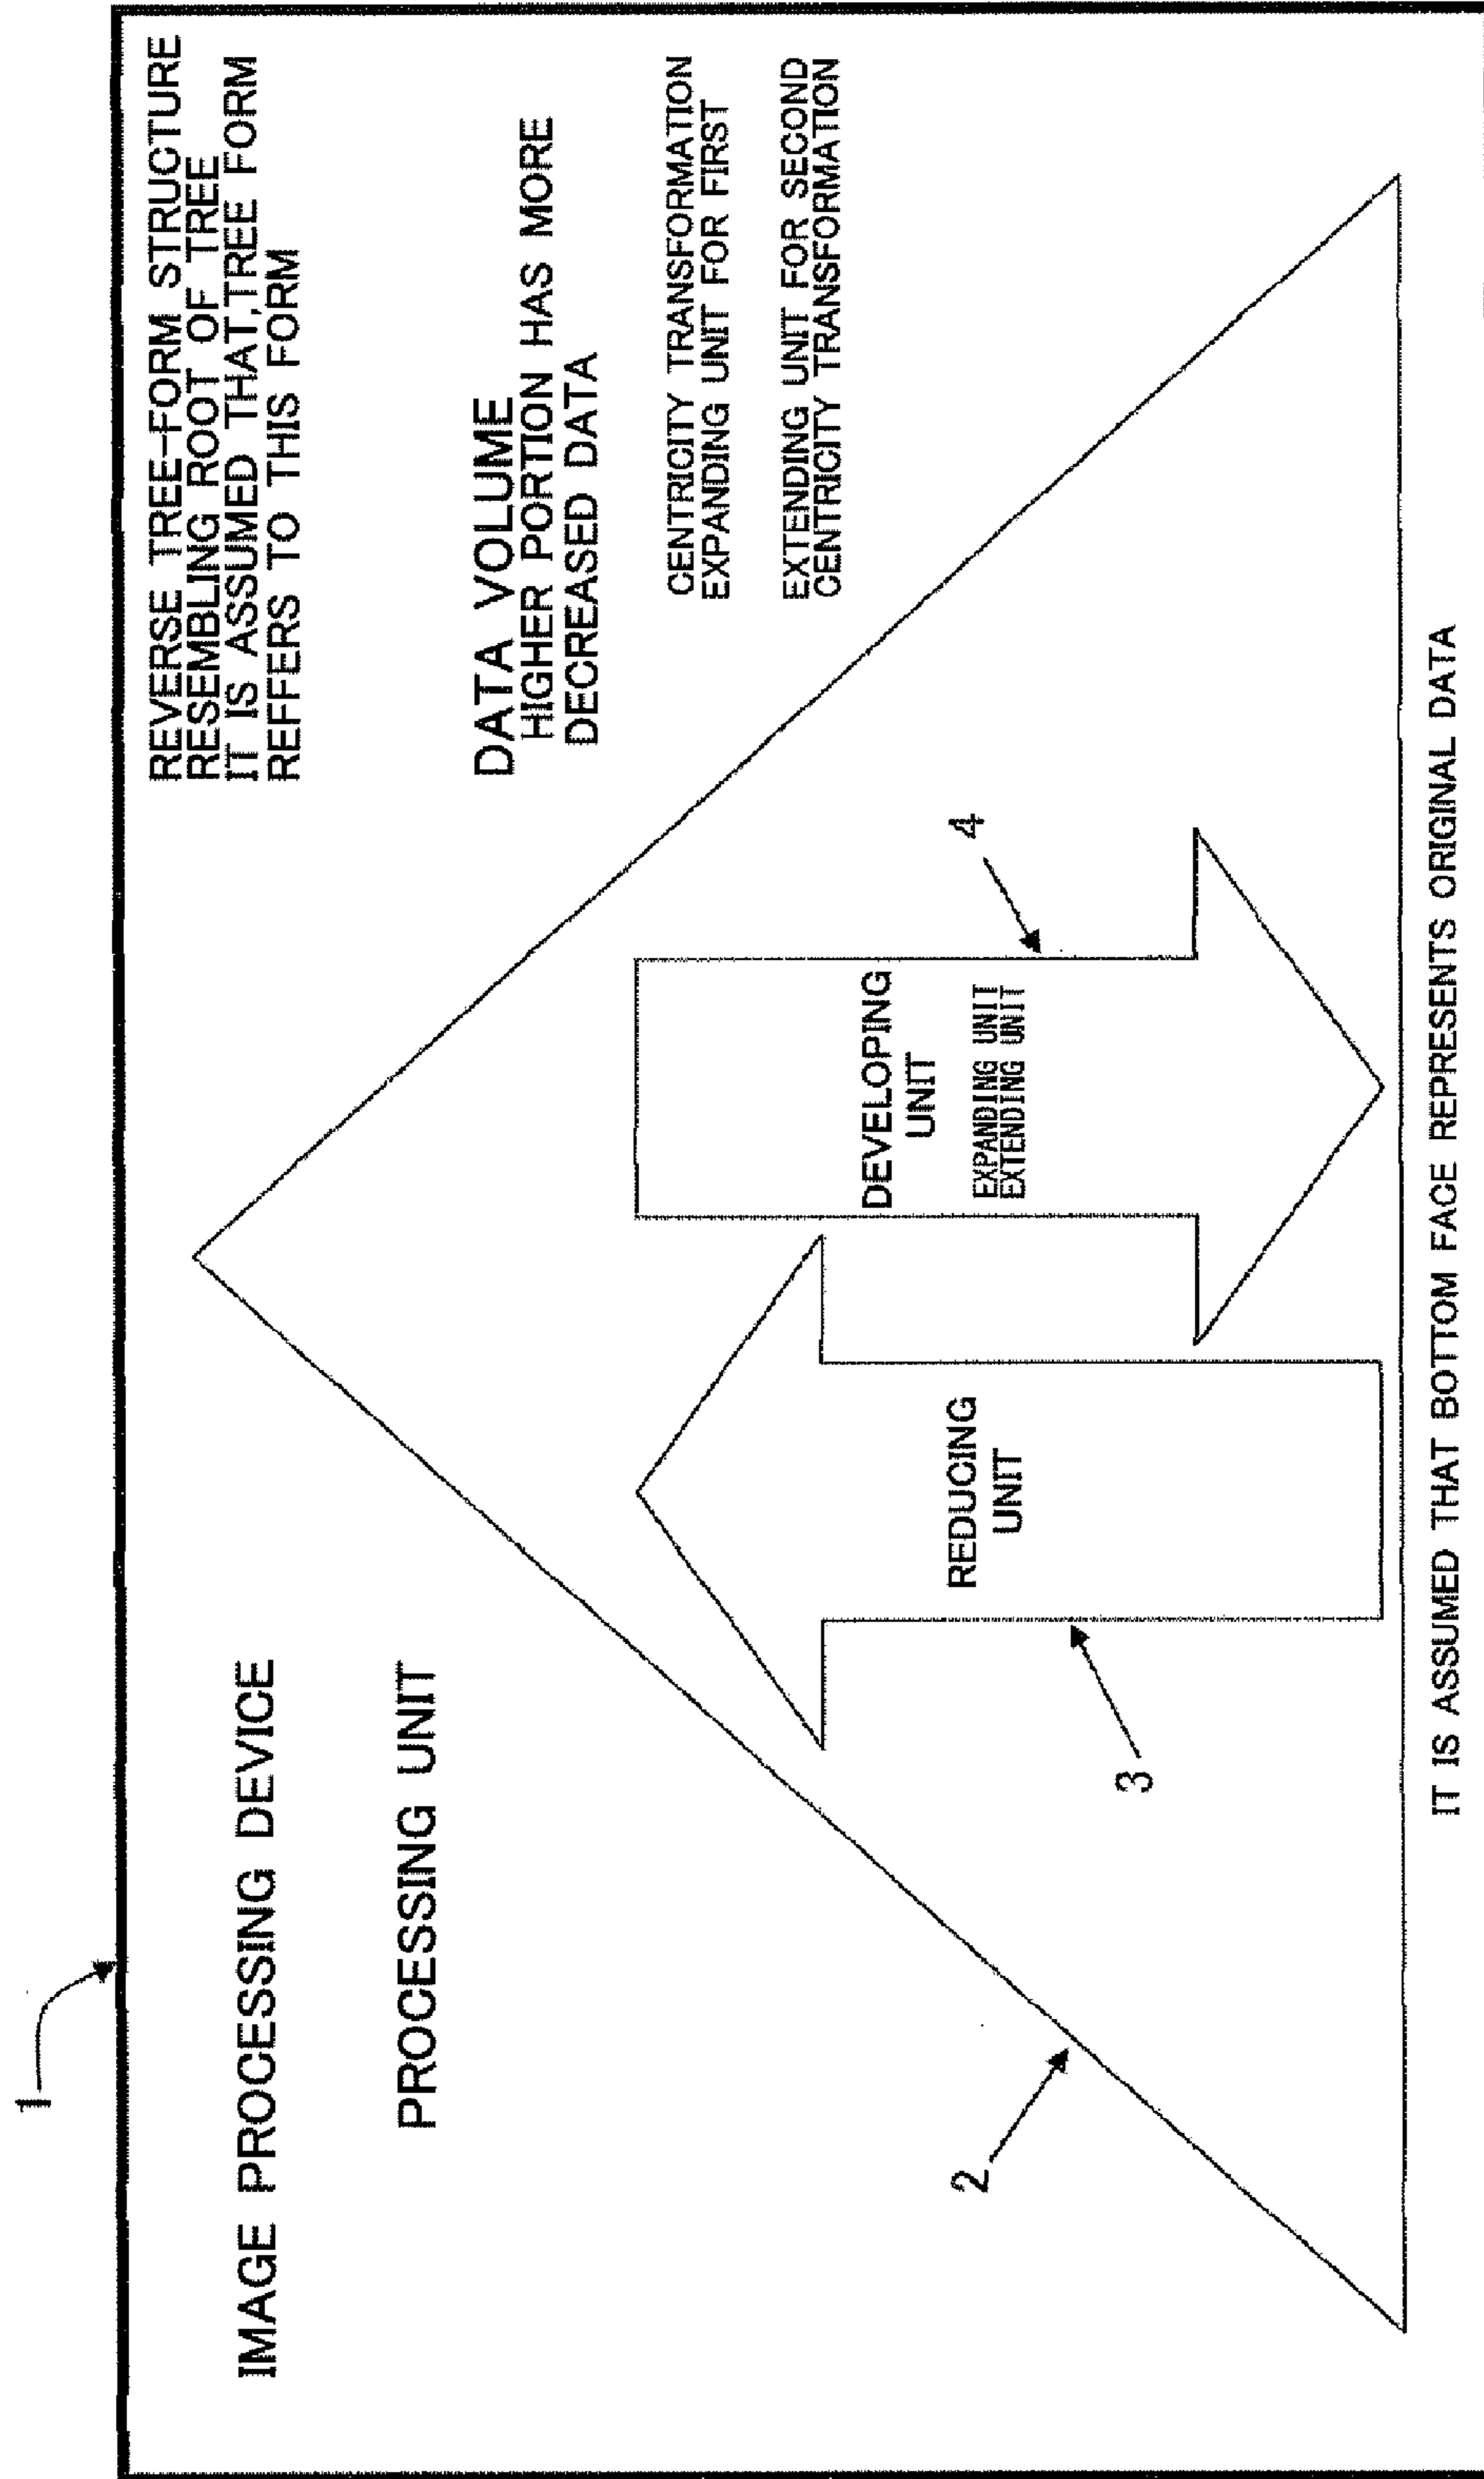 1
IMAGE PROCESSING DEVICE
PROCESSING UNIT
REVERSE TREE-FORM STRUCTURE
RESEMBLING ROOT OF TREE
IT IS ASSUMED THAT,TREE FORM
REFFERS TO THIS FORM
DATA VOLUME
HIGHER PORTION HAS MORE
DECREASED DATA
CENTRICITY TRANSFORMATION
EXPANDING UNIT FOR FIRST
EXTENDING UNIT FOR SECOND
CENTRICITY TRANSFORMATION
2
3
REDUCING
UNIT
DEVELOPING
UNIT
EXPANDING UNIT
EXTENDING UNIT
4
IT IS ASSUMED THAT BOTTOM FACE REPRESENTS ORIGINAL DATA